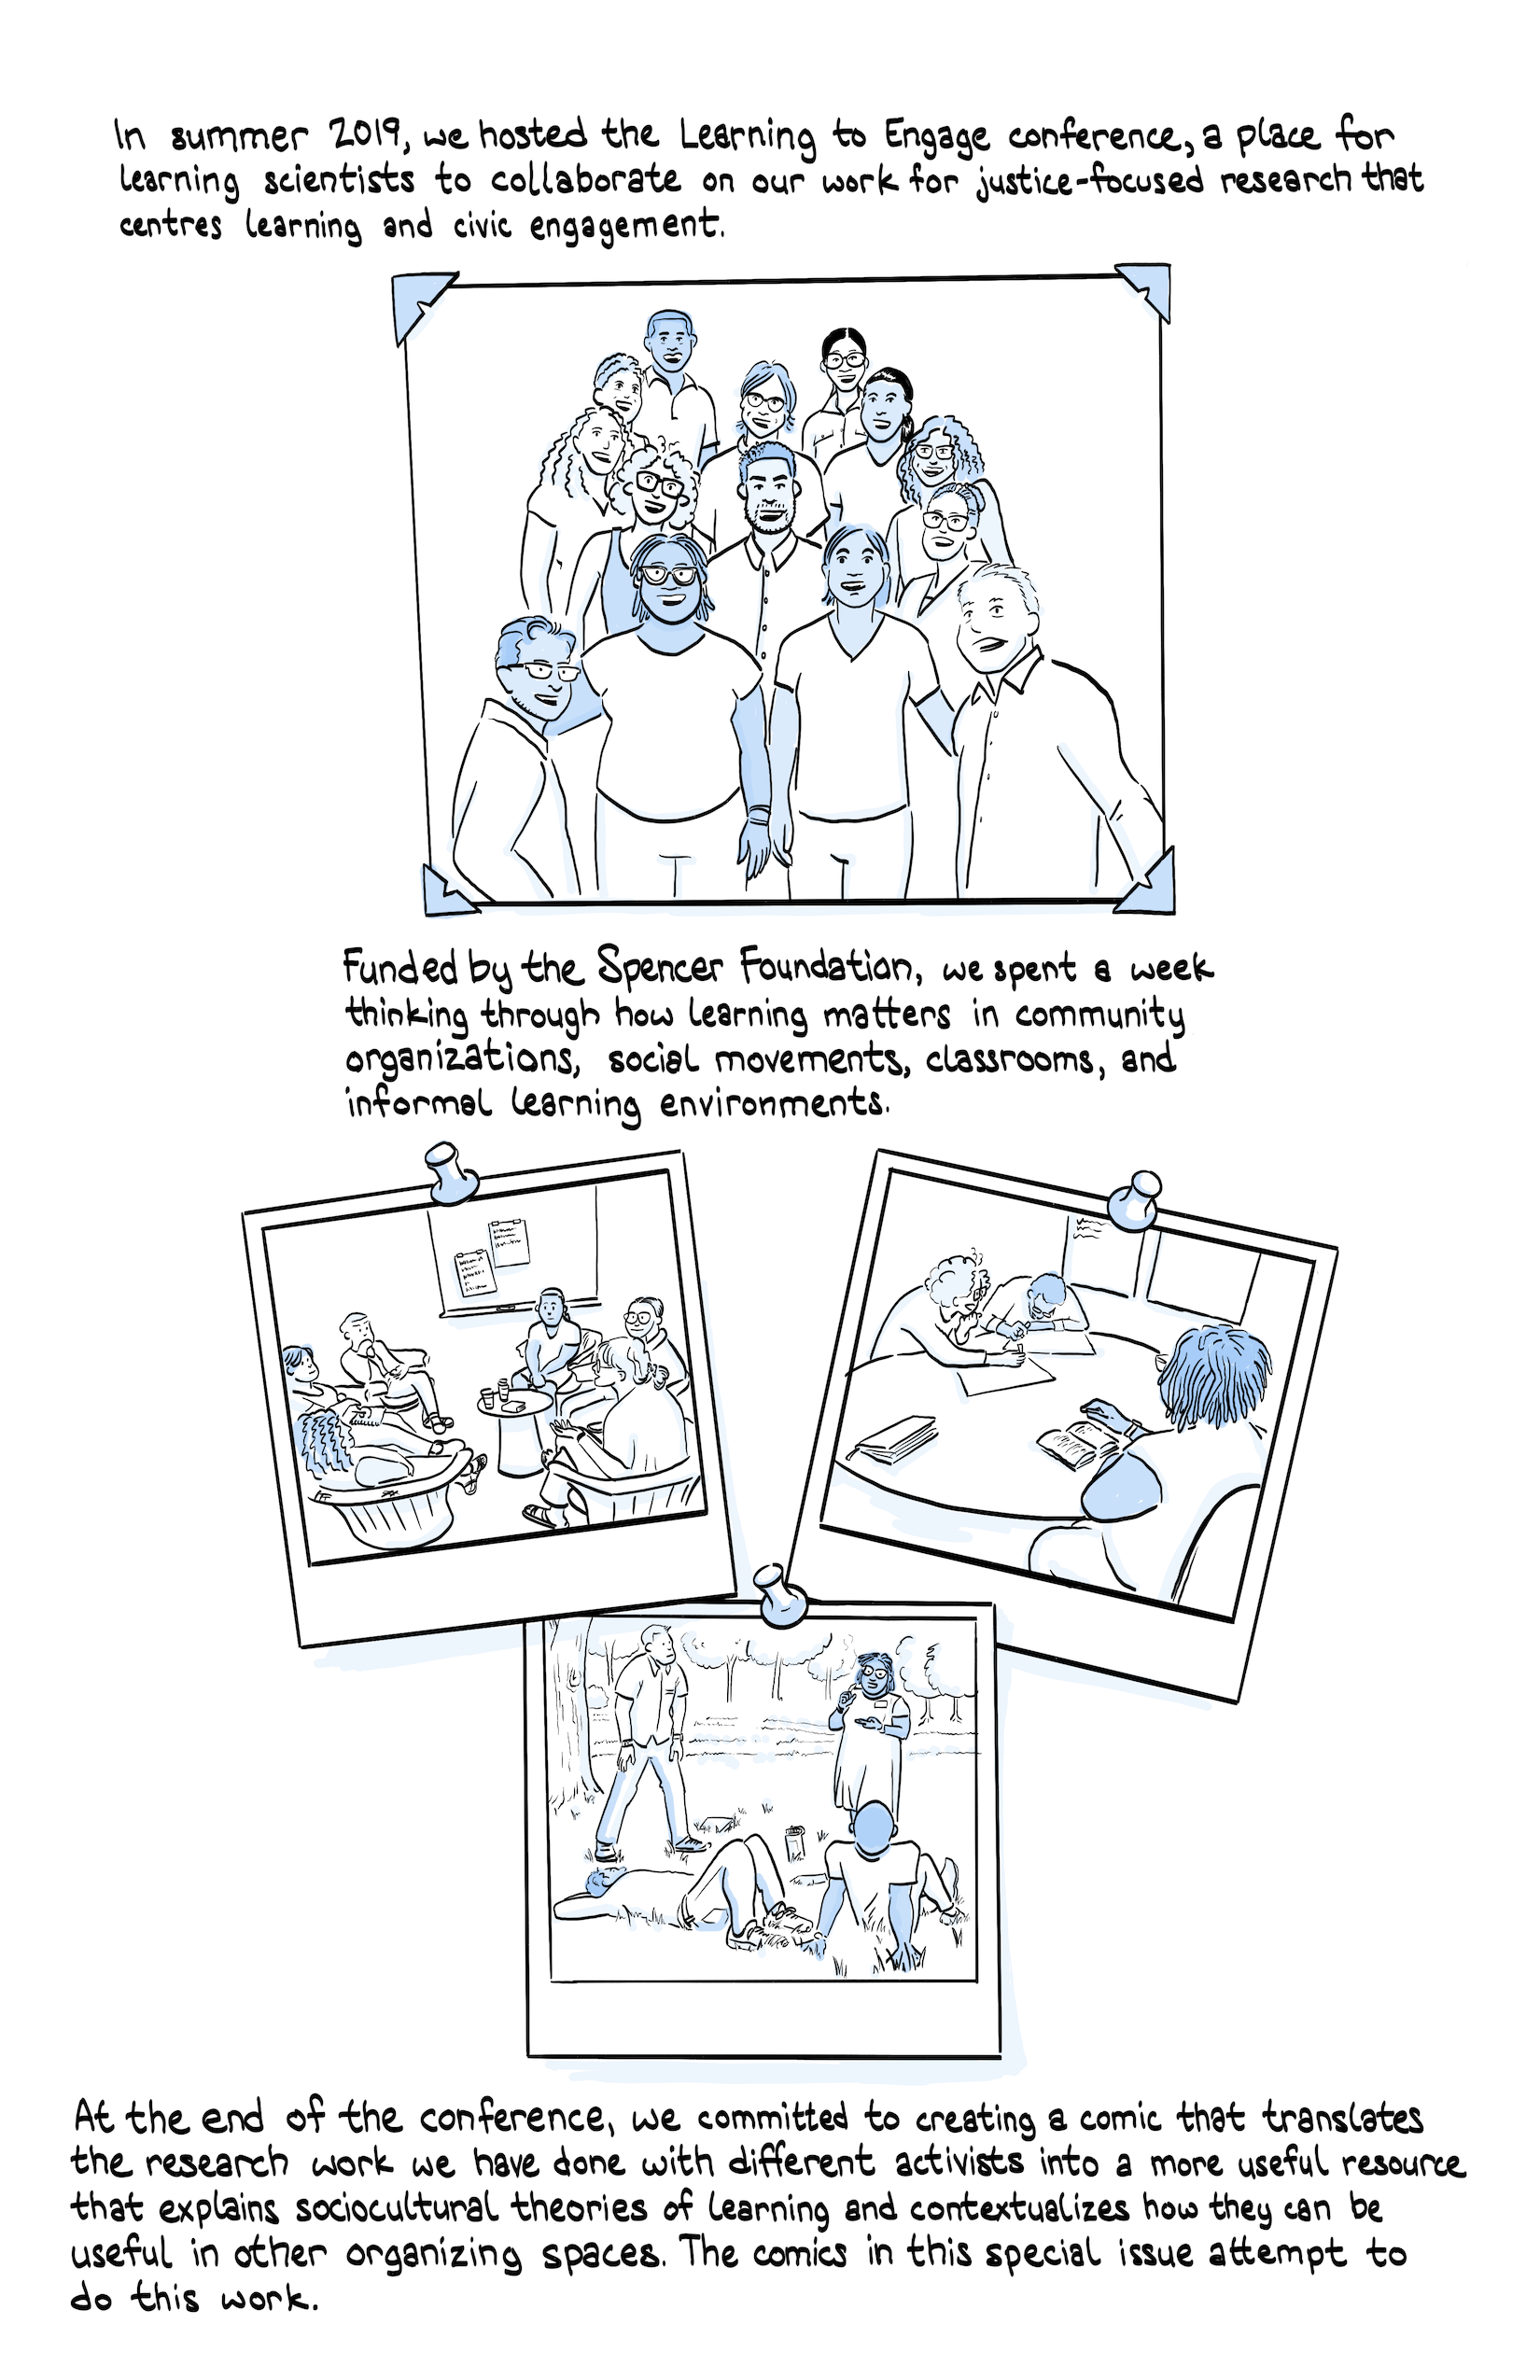 In summer 2019, we hosted the Learning to Engage conference, a place for
learning scientists to collaborate on our work for justice-focused research that
centres learning and civic engagement.
Funded by the Spencer Foundation, we spent a week
thinking through how learning matters in community
organizations, social movements, classrooms, and
informal learning environments.
At the end of the conference, we committed to creating a comic that translates
the research work we have done with different activists into a more useful resource
that explains sociocultural theories of learning and contextualizes how they can be
useful in other organizing spaces. The comics in this special issue attempt to
do this work.